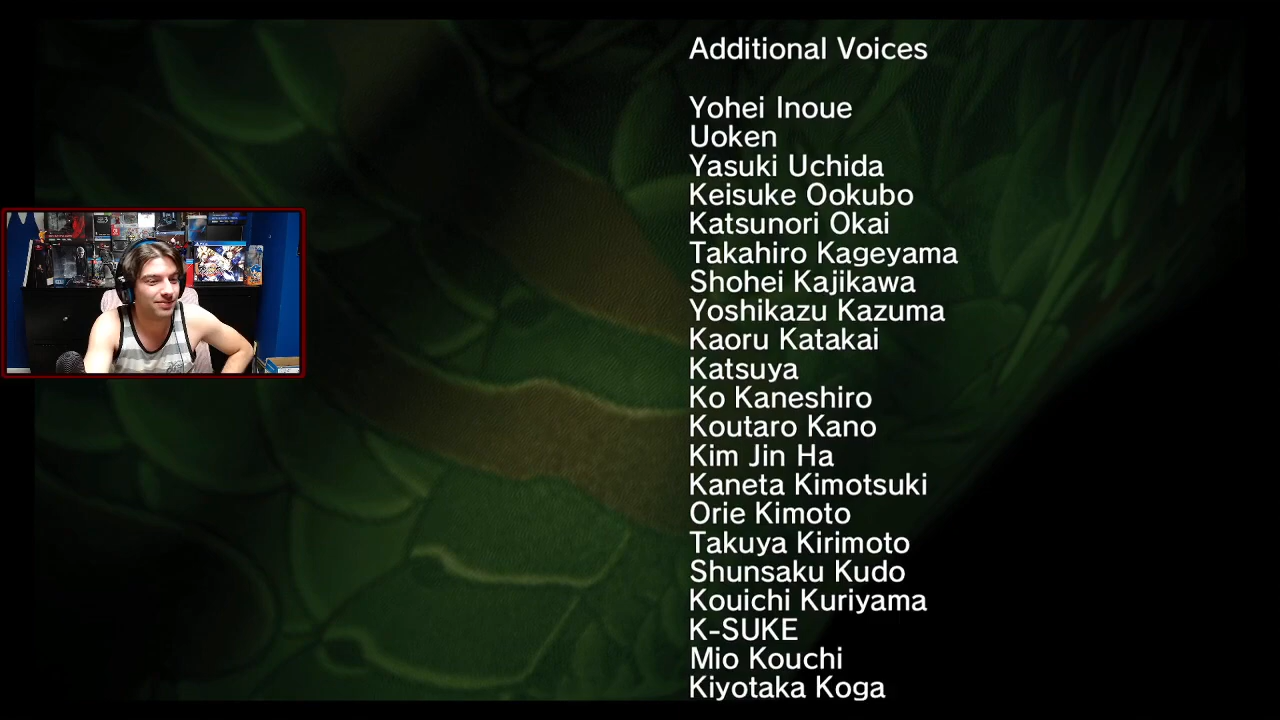 Additional Voices
Yohei Inoue
Uoken
Yasuki Uchida
Keisuke Ookubo
Katsunori Okai
Takahiro Kageyama
Shohei Kajikawa
Yoshikazu Kazuma
Kaoru Katakai
Katsuya
Ko Kaneshiro
Koutaro Kano
Kim Jin Ha
Kaneta Kimotsuki
Orie Kimoto
Takuya Kirimoto
Shunsaku Kudo
Kouichi Kuriyama
K-SUKE
Mio Kouchi
Kiyotaka Koga